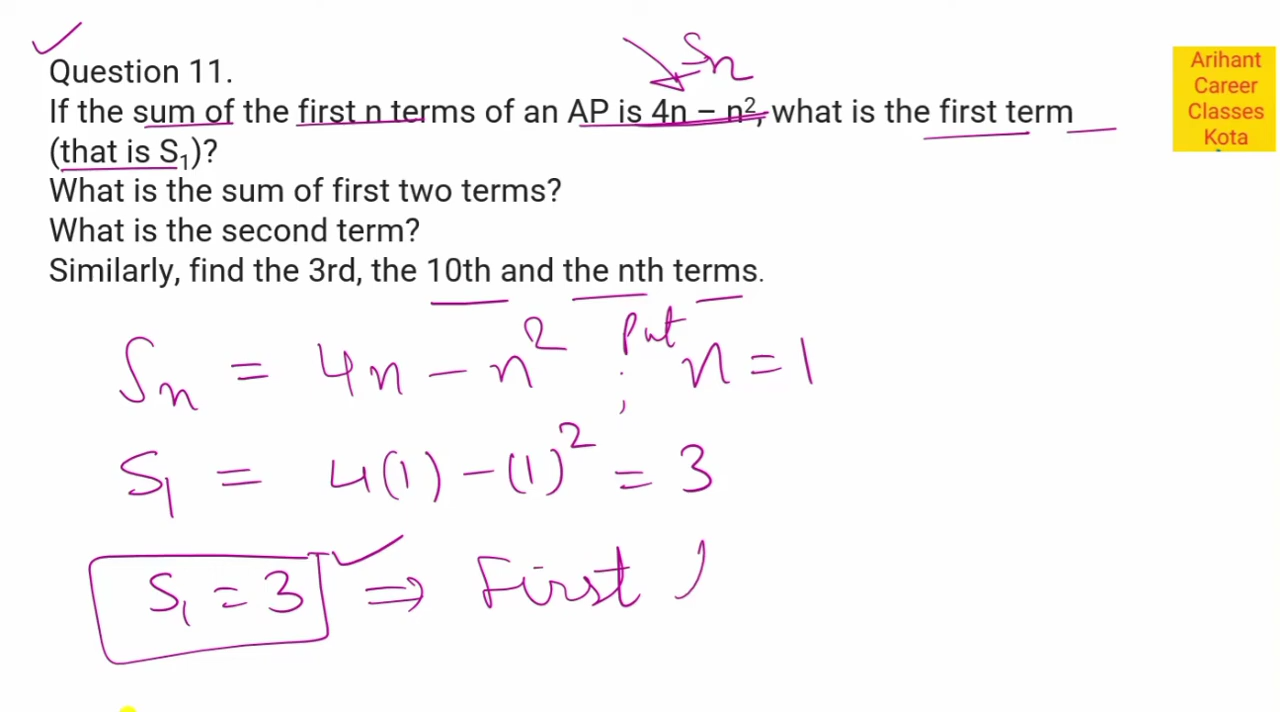 Question 11.
Sn
If the sum of the first n terms of an AP is 4n – n², what is the first term
(that is S₁)?
What is the sum of first two terms?
What is the second term?
Similarly, find the 3rd, the 10th and the nth terms.
Sn = 4n − n² ; Put n = 1
S₁ = 4(1) − (1)² = 3
S₁ = 3 ⇒ First
Arihant
Career
Classes
Kota